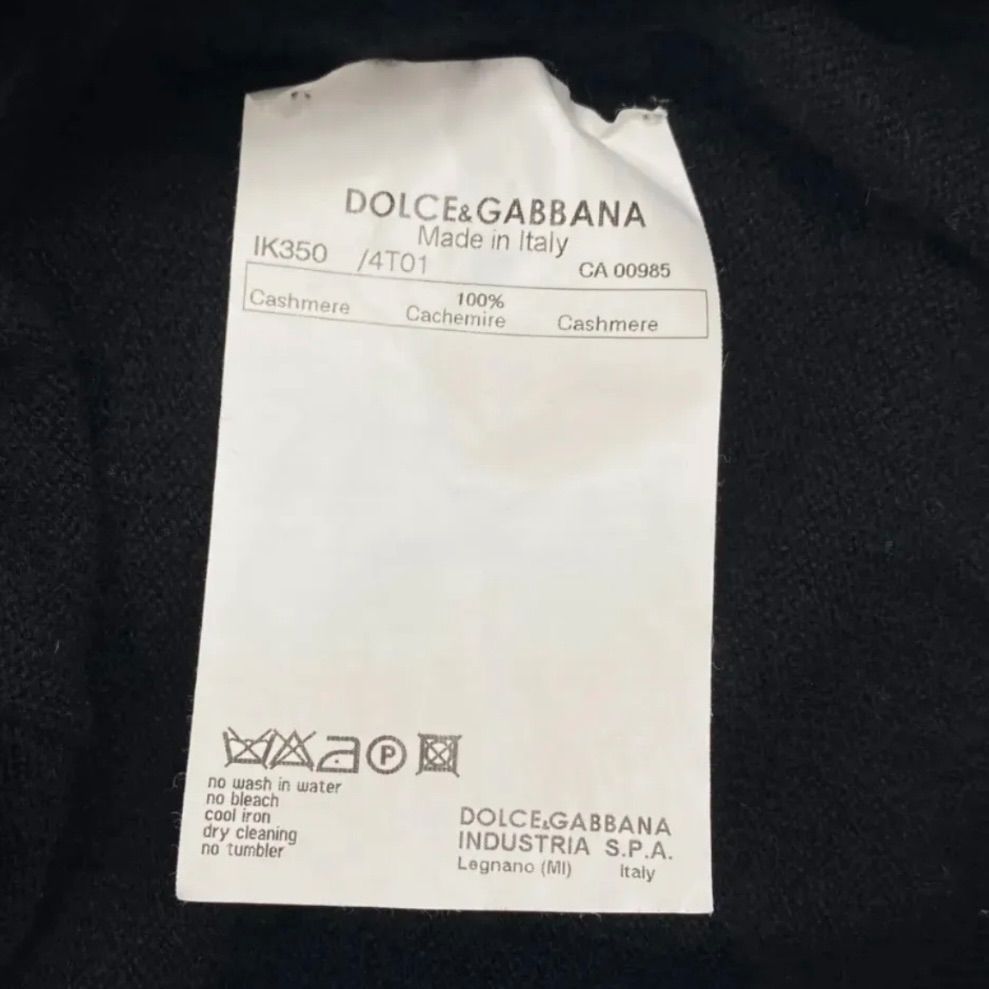 DOLCE&GABBANA
Made in Italy
IK350 /4T01 CA 00985
100%
Cashmere Cachemire Cashmere
P
no wash in water
no bleach
cool iron
dry cleaning
no tumbler
DOLCE&GABBANA
INDUSTRIA S.P.A.
Legnano (MI) Italy